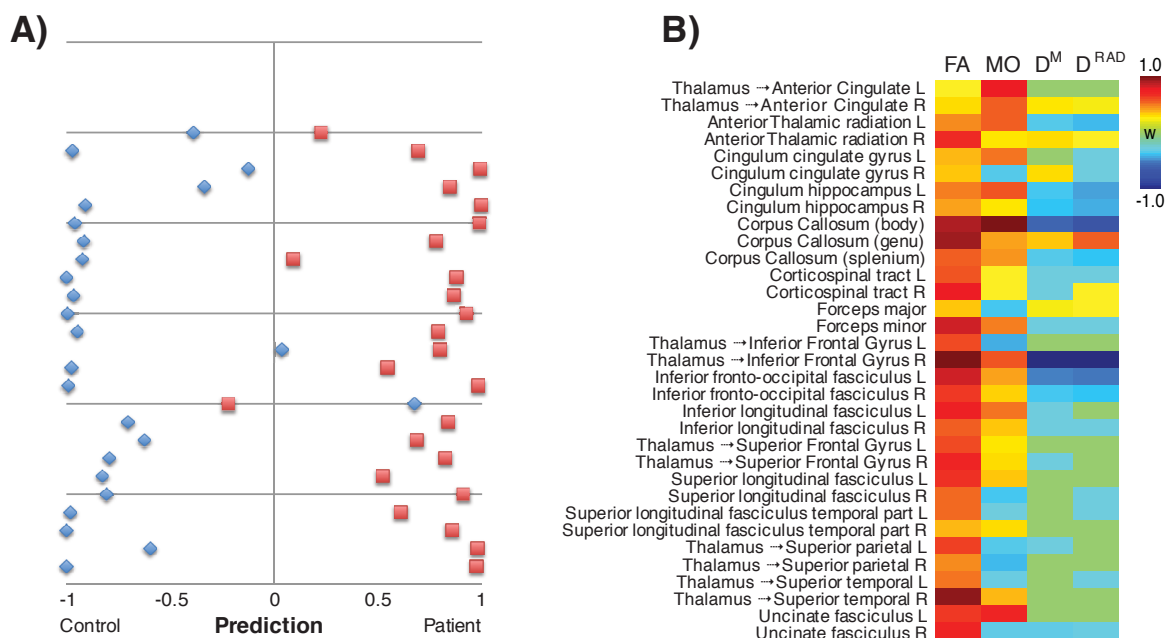 A)
-1 -0.5 0 0.5 1
Control Prediction Patient
B)
FA MO D^M D^RAD
1.0
w
-1.0
Thalamus ⇢Anterior Cingulate L
Thalamus ⇢Anterior Cingulate R
Anterior Thalamic radiation L
Anterior Thalamic radiation R
Cingulum cingulate gyrus L
Cingulum cingulate gyrus R
Cingulum hippocampus L
Cingulum hippocampus R
Corpus Callosum (body)
Corpus Callosum (genu)
Corpus Callosum (splenium)
Corticospinal tract L
Corticospinal tract R
Forceps major
Forceps minor
Thalamus ⇢Inferior Frontal Gyrus L
Thalamus ⇢Inferior Frontal Gyrus R
Inferior fronto-occipital fasciculus L
Inferior fronto-occipital fasciculus R
Inferior longitudinal fasciculus L
Inferior longitudinal fasciculus R
Thalamus ⇢Superior Frontal Gyrus L
Thalamus ⇢Superior Frontal Gyrus R
Superior longitudinal fasciculus L
Superior longitudinal fasciculus R
Superior longitudinal fasciculus temporal part L
Superior longitudinal fasciculus temporal part R
Thalamus ⇢Superior parietal L
Thalamus ⇢Superior parietal R
Thalamus ⇢Superior temporal L
Thalamus ⇢Superior temporal R
Uncinate fasciculus L
Uncinate fasciculus R